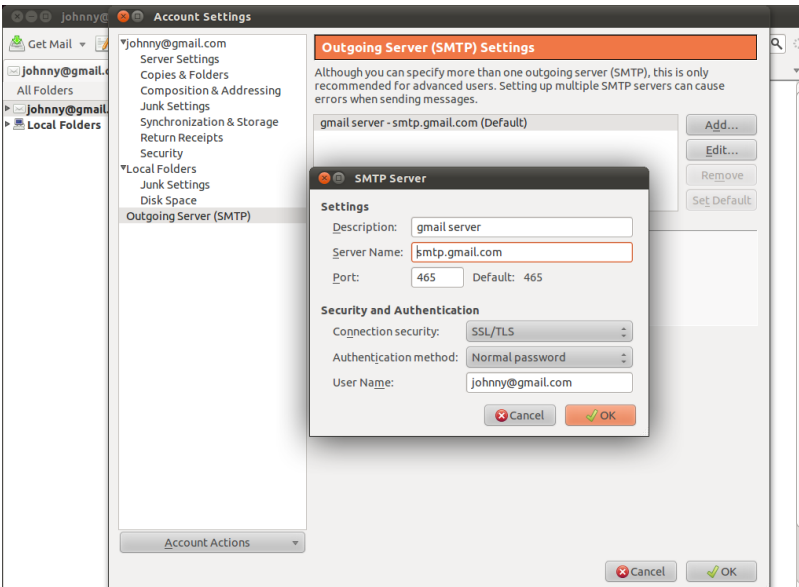 johnny@
Account Settings
Get Mail
johnny@gmail.c
All Folders
johnny@gmail.
Local Folders
johnny@gmail.com
Server Settings
Copies & Folders
Composition & Addressing
Junk Settings
Synchronization & Storage
Return Receipts
Security
Local Folders
Junk Settings
Disk Space
Outgoing Server (SMTP)
Account Actions
Outgoing Server (SMTP) Settings
Although you can specify more than one outgoing server (SMTP), this is only
recommended for advanced users. Setting up multiple SMTP servers can cause
errors when sending messages.
gmail server - smtp.gmail.com (Default)
Add...
Edit...
Remove
Set Default
SMTP Server
Settings
Description: gmail server
Server Name: smtp.gmail.com
Port: 465 Default: 465
Security and Authentication
Connection security: SSL/TLS
Authentication method: Normal password
User Name: johnny@gmail.com
Cancel OK
Cancel OK